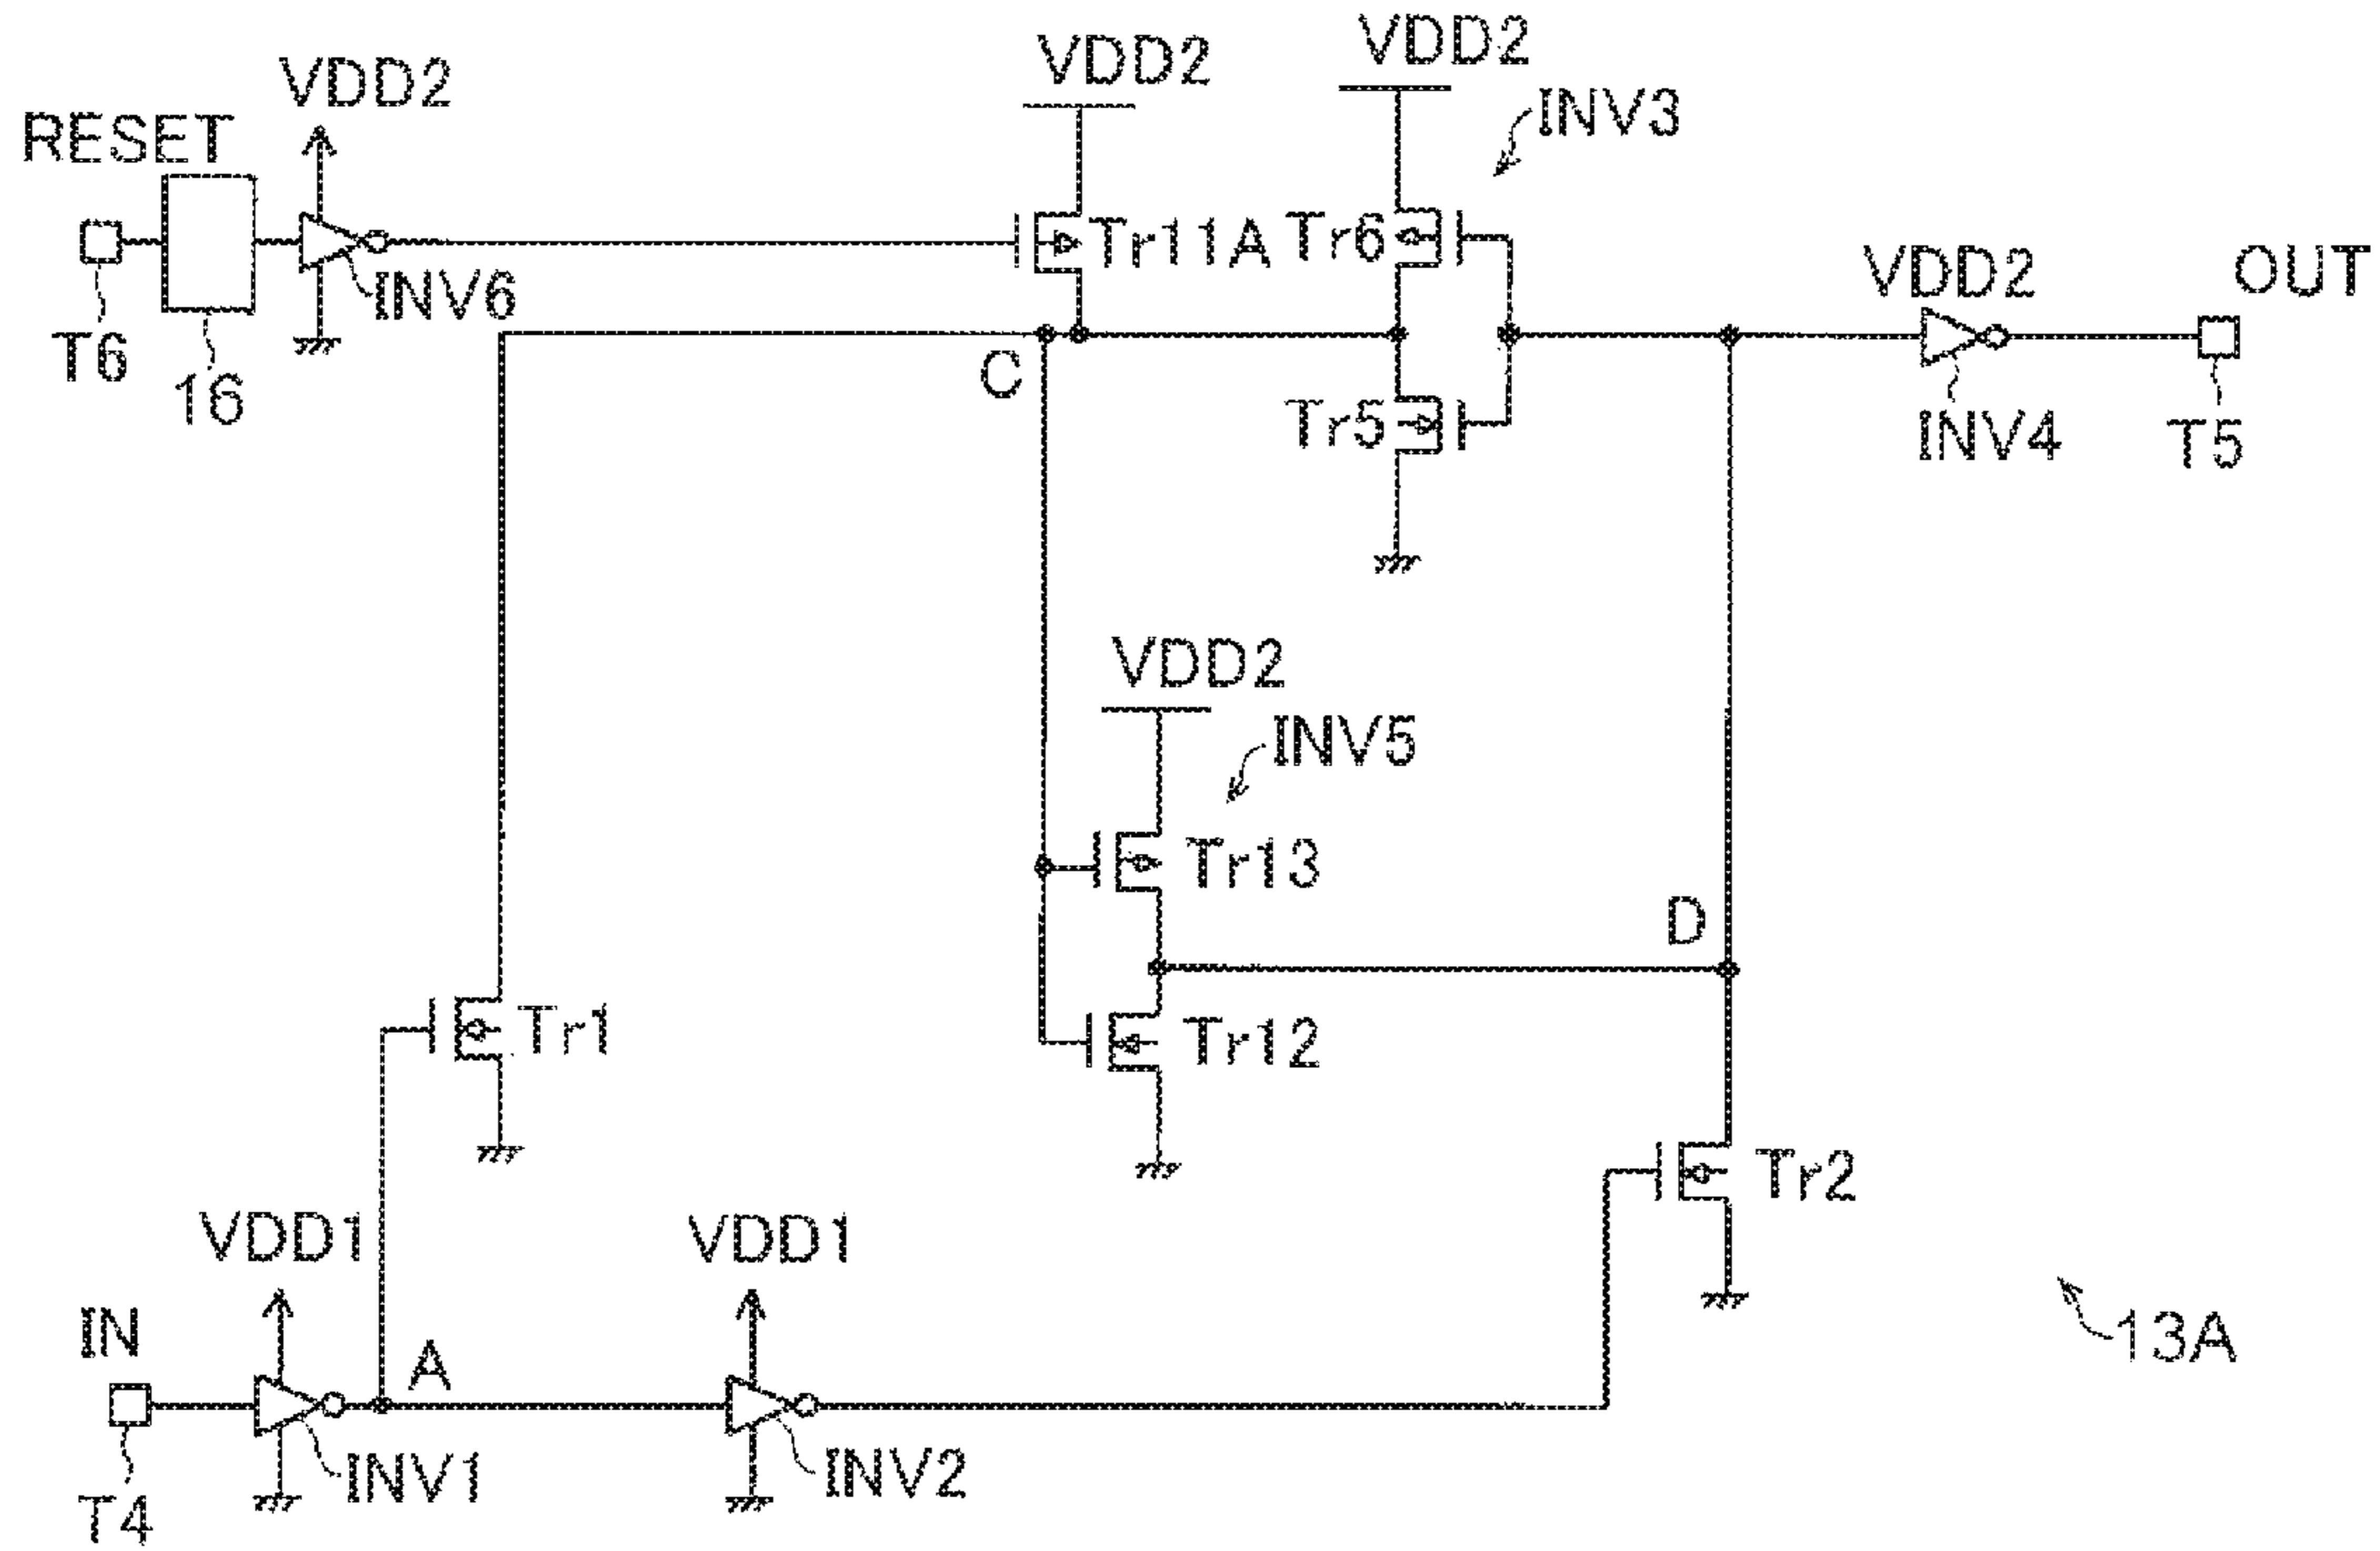 VDD2
VDD2
VDD2
RESET
INV3
Tr11A
Tr6
INV6
VDD2
OUT
T6
16
C
Tr5
INV4
T5
VDD2
INV5
Tr13
D
Tr1
Tr12
Tr2
VDD1
VDD1
IN
A
13A
INV1
INV2
T4